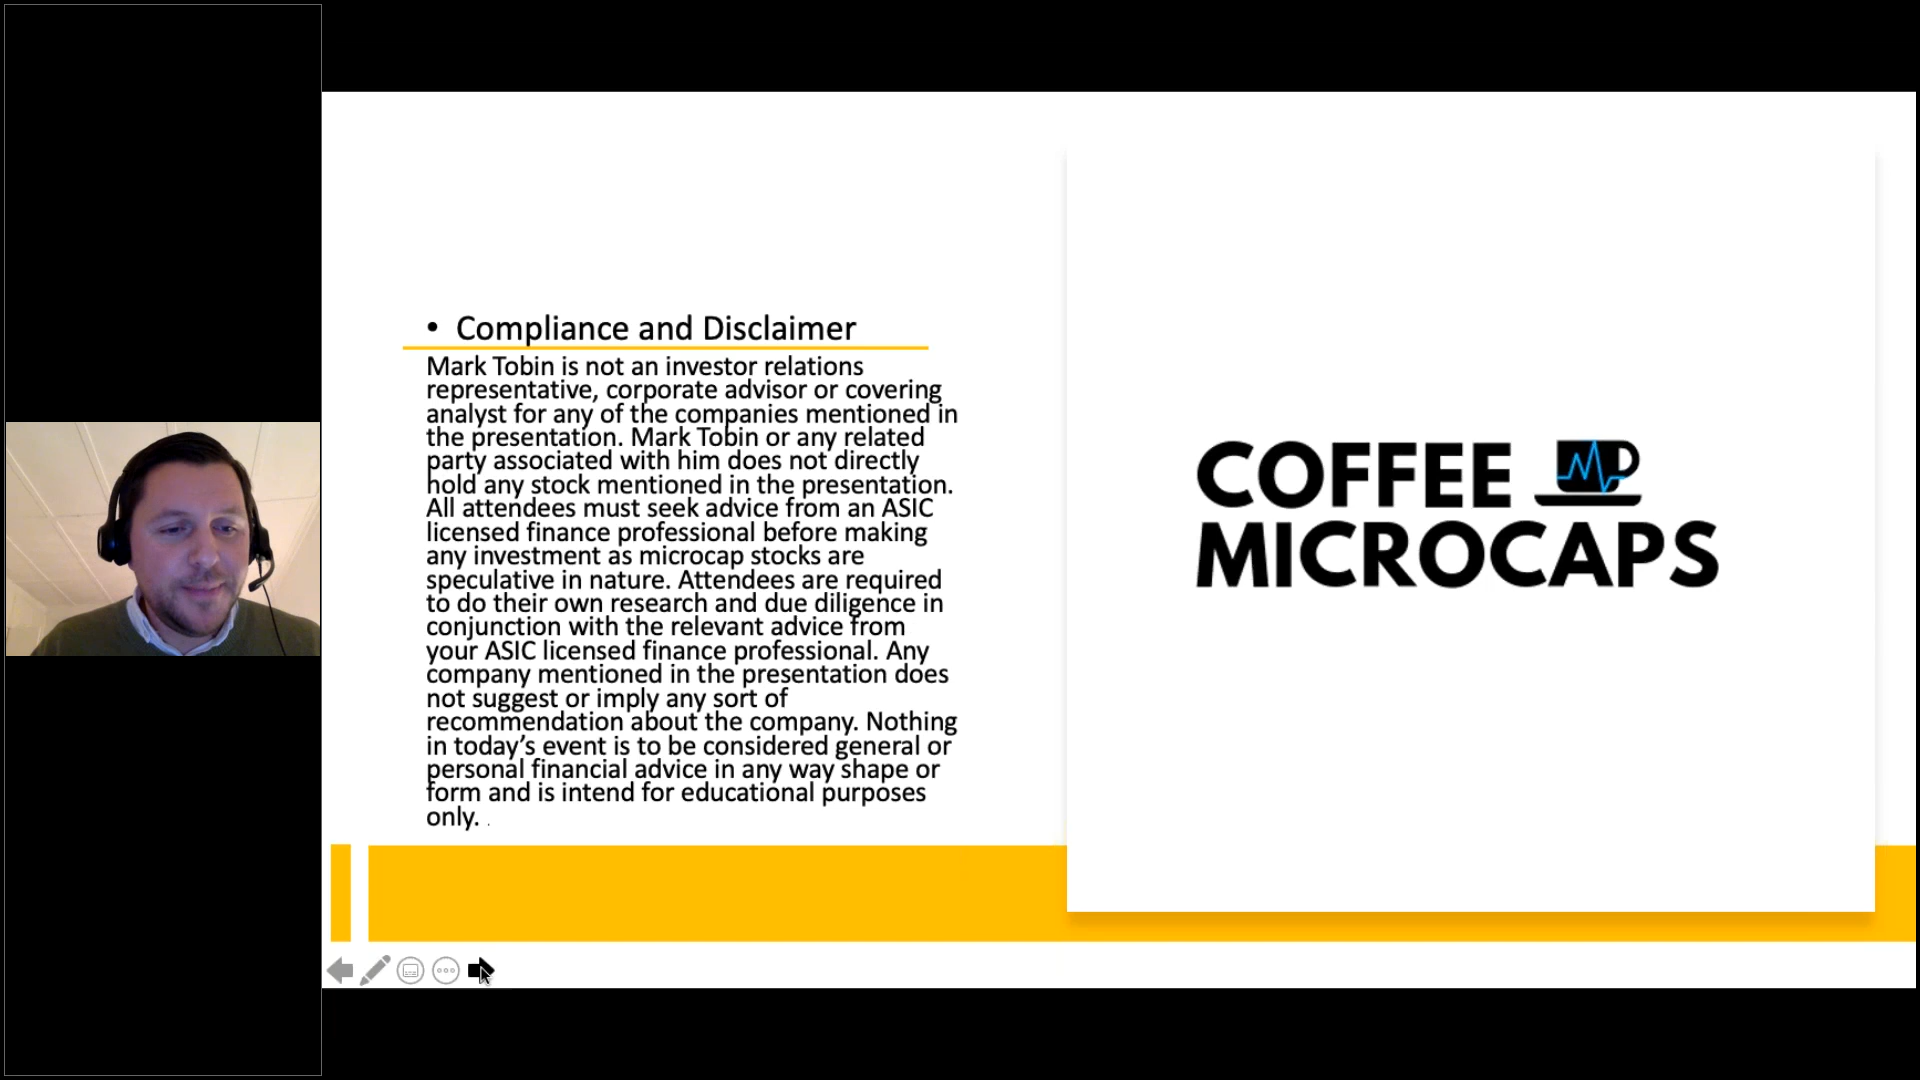 • Compliance and Disclaimer
Mark Tobin is not an investor relations
representative, corporate advisor or covering
analyst for any of the companies mentioned in
the presentation. Mark Tobin or any related
party associated with him does not directly
hold any stock mentioned in the presentation.
All attendees must seek advice from an ASIC
licensed finance professional before making
any investment as microcap stocks are
speculative in nature. Attendees are required
to do their own research and due diligence in
conjunction with the relevant advice from
your ASIC licensed finance professional. Any
company mentioned in the presentation does
not suggest or imply any sort of
recommendation about the company. Nothing
in today’s event is to be considered general or
personal financial advice in any way shape or
form and is intend for educational purposes
only. .
COFFEE
MICROCAPS